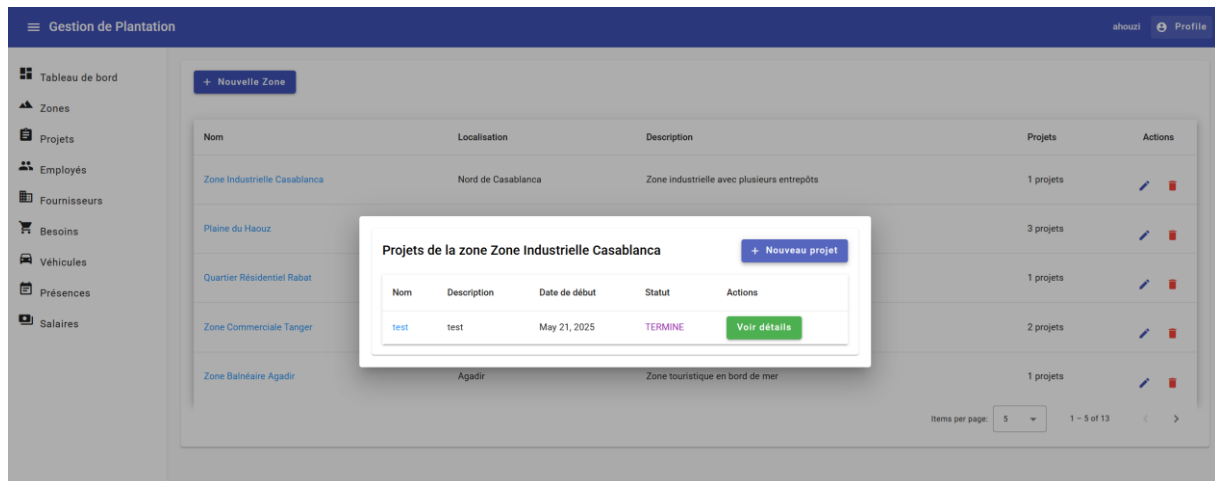 Gestion de Plantation
ahouzi Profile
Tableau de bord
Zones
Projets
Employés
Fournisseurs
Besoins
Véhicules
Présences
Salaires
+ Nouvelle Zone
Nom Localisation Description Projets Actions
Zone Industrielle Casablanca Nord de Casablanca Zone industrielle avec plusieurs entrepôts 1 projets
Plaine du Haouz 3 projets
Quartier Résidentiel Rabat 1 projets
Zone Commerciale Tanger 2 projets
Zone Balnéaire Agadir Agadir Zone touristique en bord de mer 1 projets
Items per page: 5 1 – 5 of 13
Projets de la zone Zone Industrielle Casablanca + Nouveau projet
Nom Description Date de début Statut Actions
test test May 21, 2025 TERMINE Voir détails